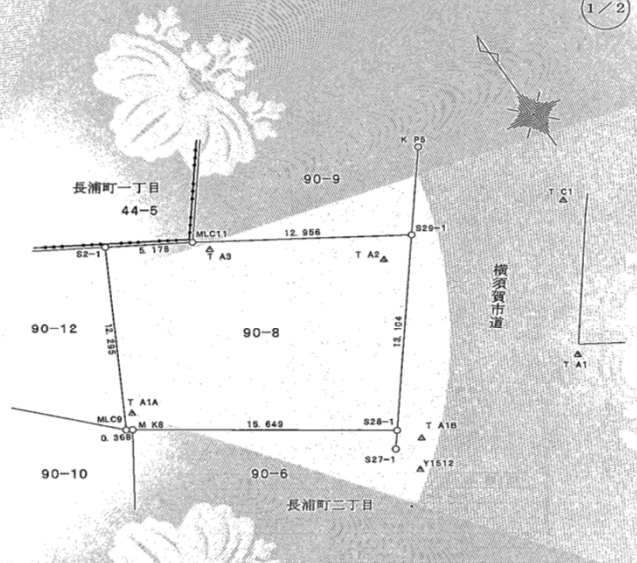 1/2
K P5
90-9
長浦町一丁目
44-5
T C1
MLC11
12.956
S29-1
S2-1
5.178
T A3
T A2
横須賀市道
90-12
12.295
90-8
13.104
T A1
T A1A
MLC9
M K8
15.649
S28-1
T A1B
0.368
S27-1
90-10
90-6
Y1512
長浦町二丁目